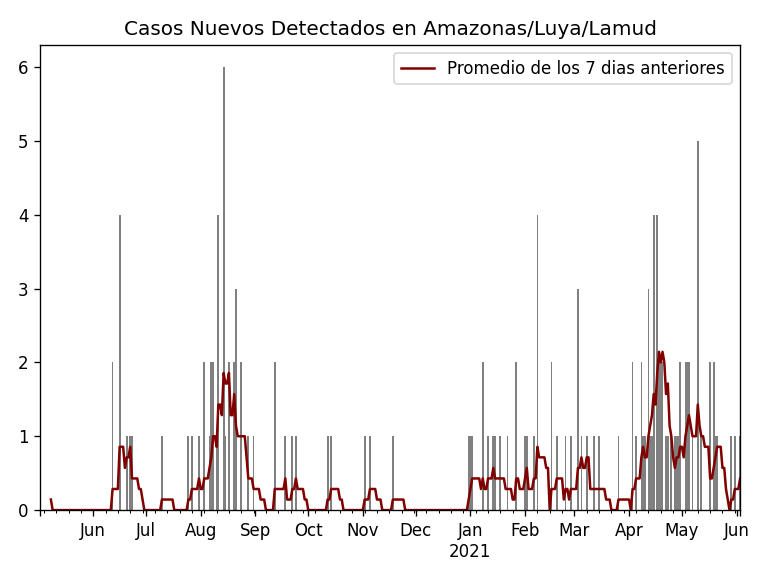 Casos Nuevos Detectados en Amazonas/Luya/Lamud
Promedio de los 7 dias anteriores
6
5
4
3
2
1
0
Jun Jul Aug Sep Oct Nov Dec Jan Feb Mar Apr May Jun
2021